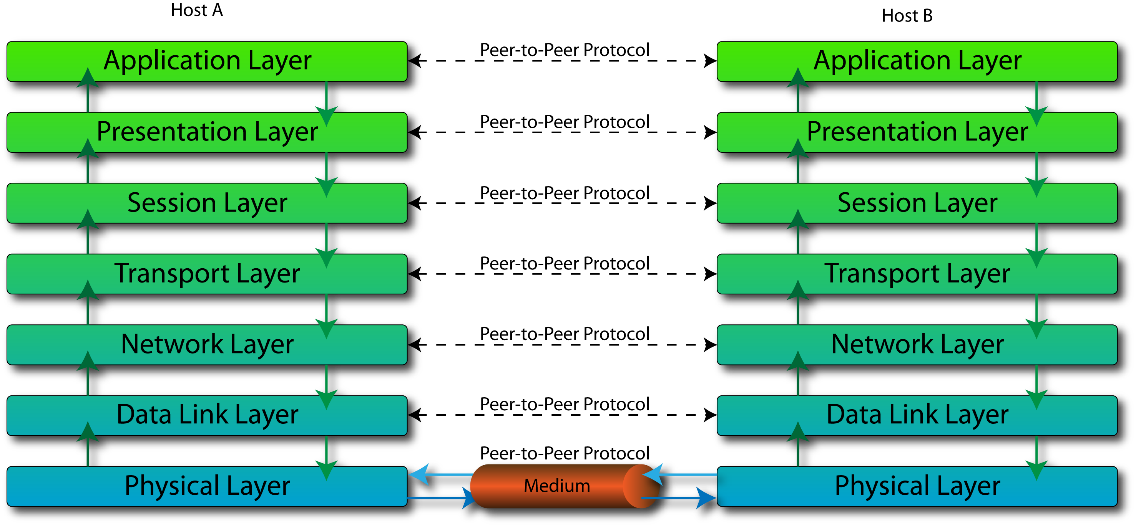 Host A
Host B
Application Layer
Peer-to-Peer Protocol
Application Layer
Presentation Layer
Peer-to-Peer Protocol
Presentation Layer
Session Layer
Peer-to-Peer Protocol
Session Layer
Transport Layer
Peer-to-Peer Protocol
Transport Layer
Network Layer
Peer-to-Peer Protocol
Network Layer
Data Link Layer
Peer-to-Peer Protocol
Data Link Layer
Peer-to-Peer Protocol
Physical Layer
Medium
Physical Layer